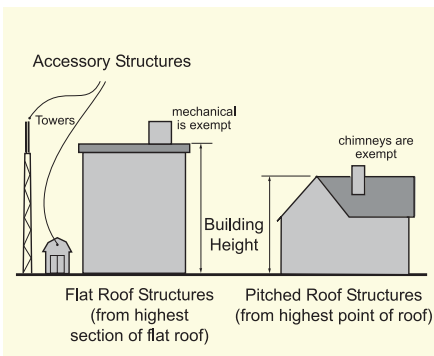 Accessory Structures
Towers
mechanical
is exempt
chimneys are
exempt
Building
Height
Flat Roof Structures
(from highest
section of flat roof)
Pitched Roof Structures
(from highest point of roof)